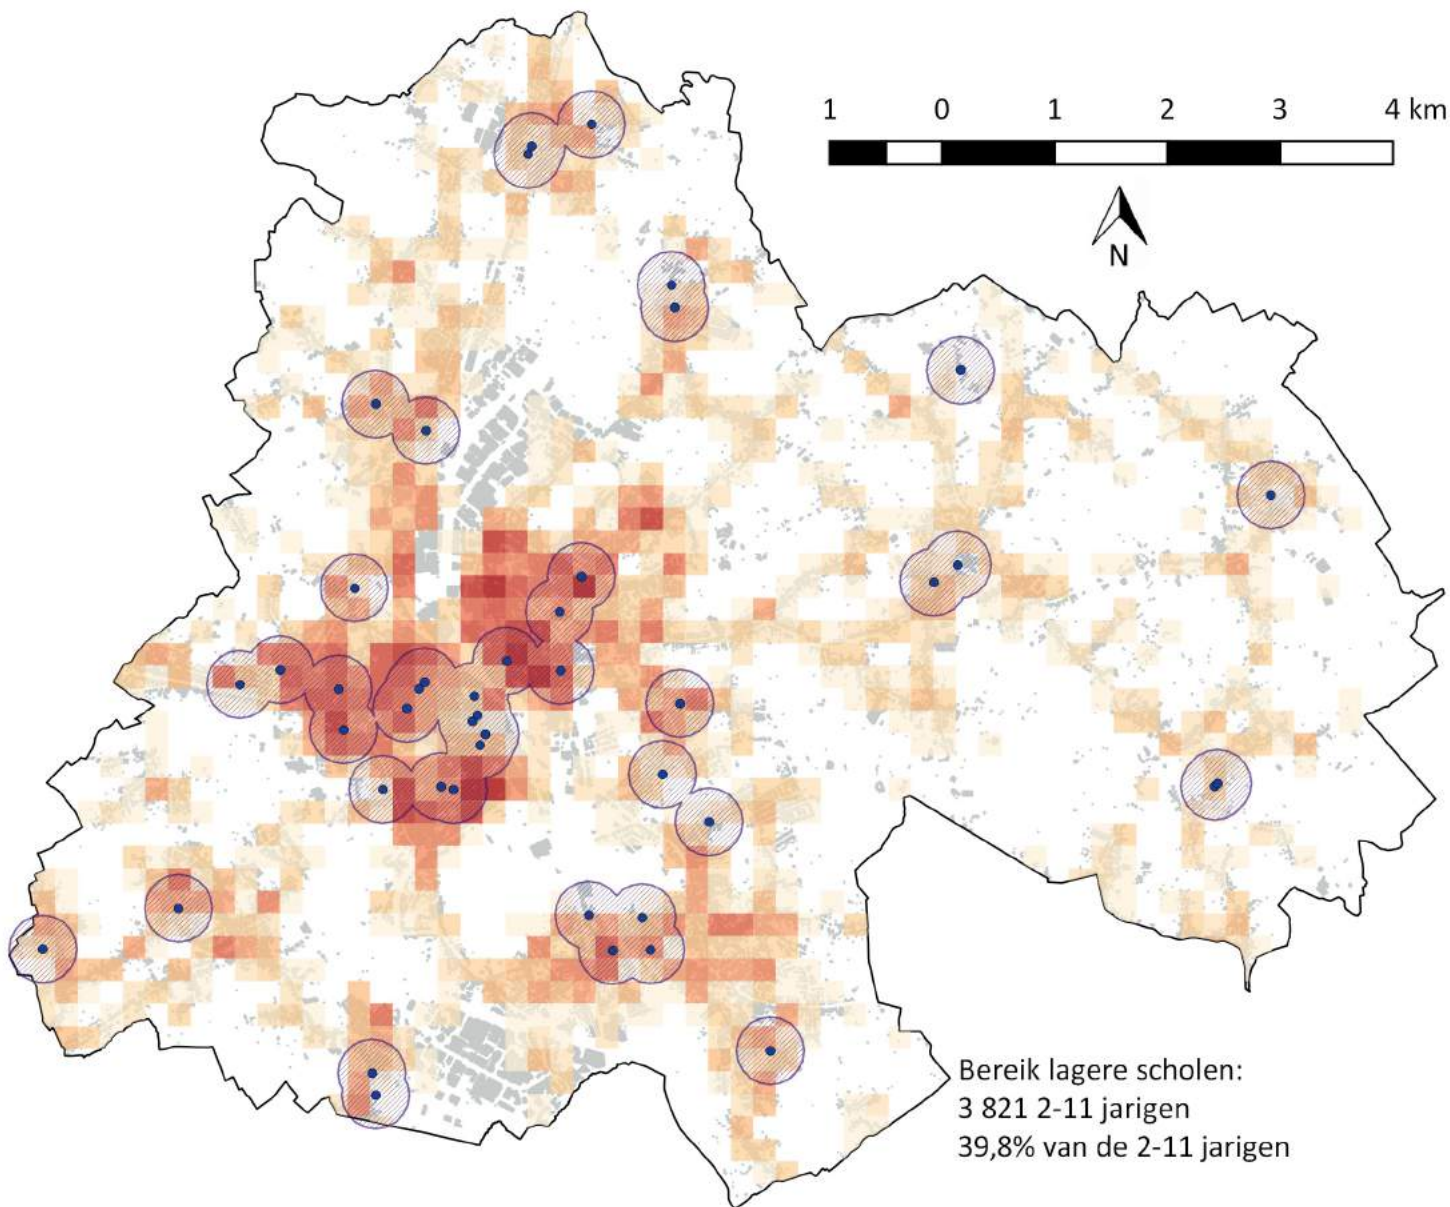 1 0 1 2 3 4 km
N
Bereik lagere scholen:
3 821 2-11 jarigen
39,8% van de 2-11 jarigen